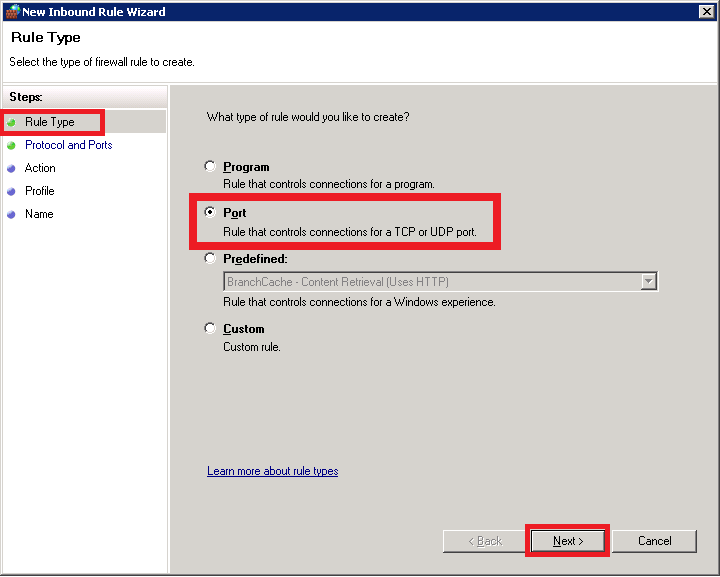 New Inbound Rule Wizard
Rule Type
Select the type of firewall rule to create.
Steps:
Rule Type
Protocol and Ports
Action
Profile
Name
What type of rule would you like to create?
Program
Rule that controls connections for a program.
Port
Rule that controls connections for a TCP or UDP port.
Predefined:
BranchCache - Content Retrieval (Uses HTTP)
Rule that controls connections for a Windows experience.
Custom
Custom rule.
Learn more about rule types
< Back
Next >
Cancel